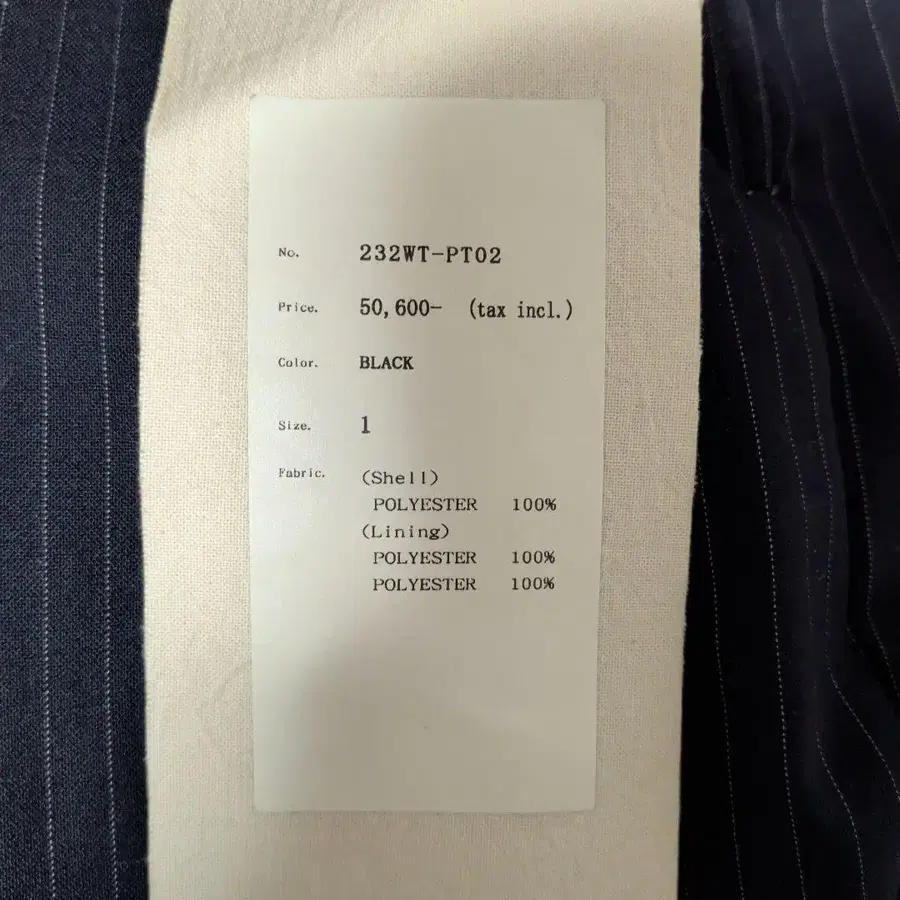 No. 232WT-PT02
Price. 50,600- (tax incl.)
Color. BLACK
Size. 1
Fabric. (Shell)
POLYESTER 100%
(Lining)
POLYESTER 100%
POLYESTER 100%